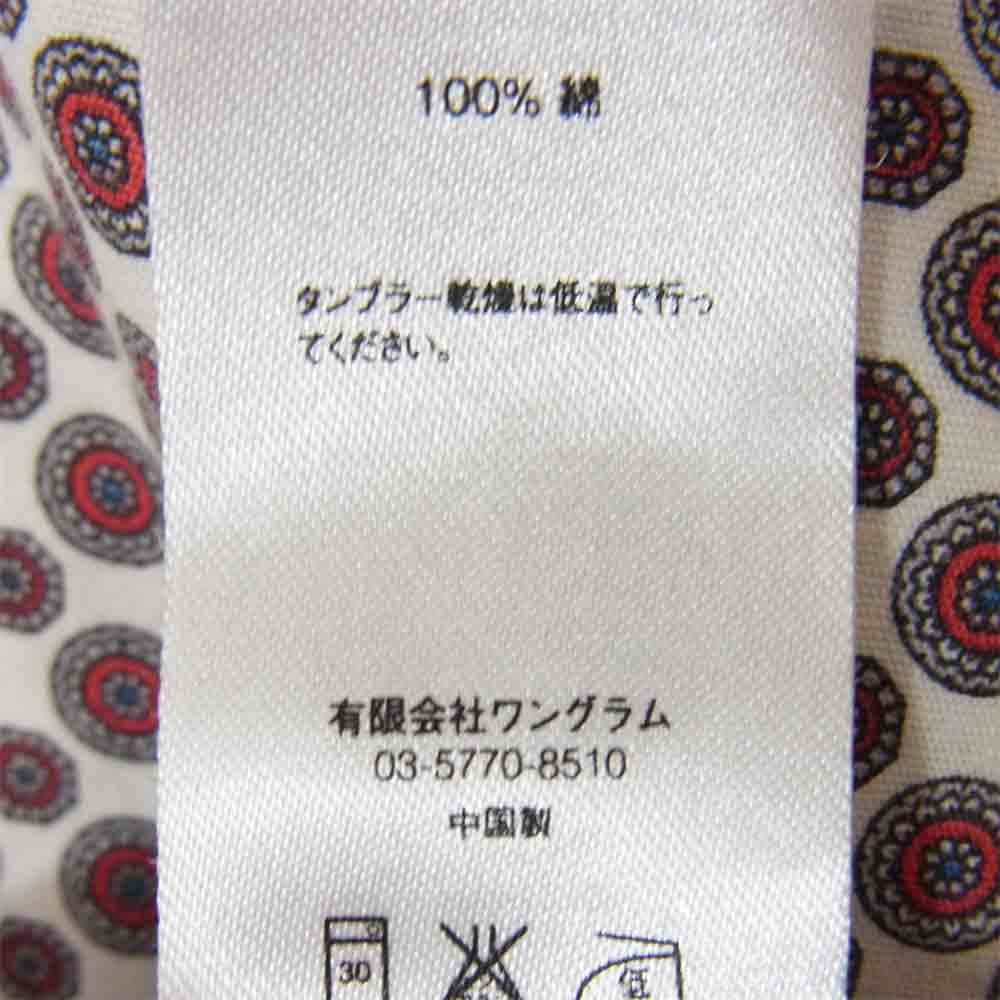 100% 綿
タンブラー乾燥は低温で行っ
てください。
有限会社ワングラム
03-5770-8510
中国製
30
低